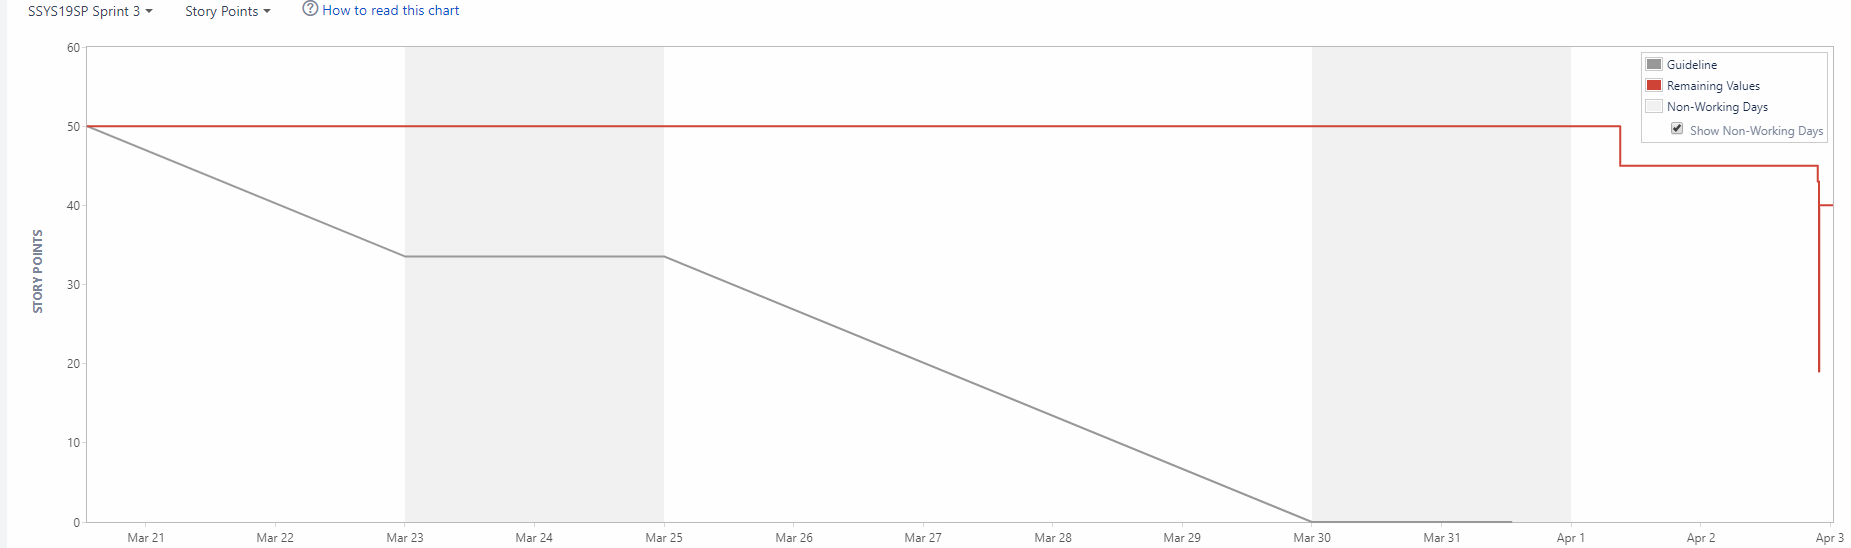 SSYS19SP Sprint 3 Story Points ? How to read this chart
60
Guideline
Remaining Values
Non-Working Days
Show Non-Working Days
50
40
STORY POINTS
30
20
10
0
Mar 21 Mar 22 Mar 23 Mar 24 Mar 25 Mar 26 Mar 27 Mar 28 Mar 29 Mar 30 Mar 31 Apr 1 Apr 2 Apr 3